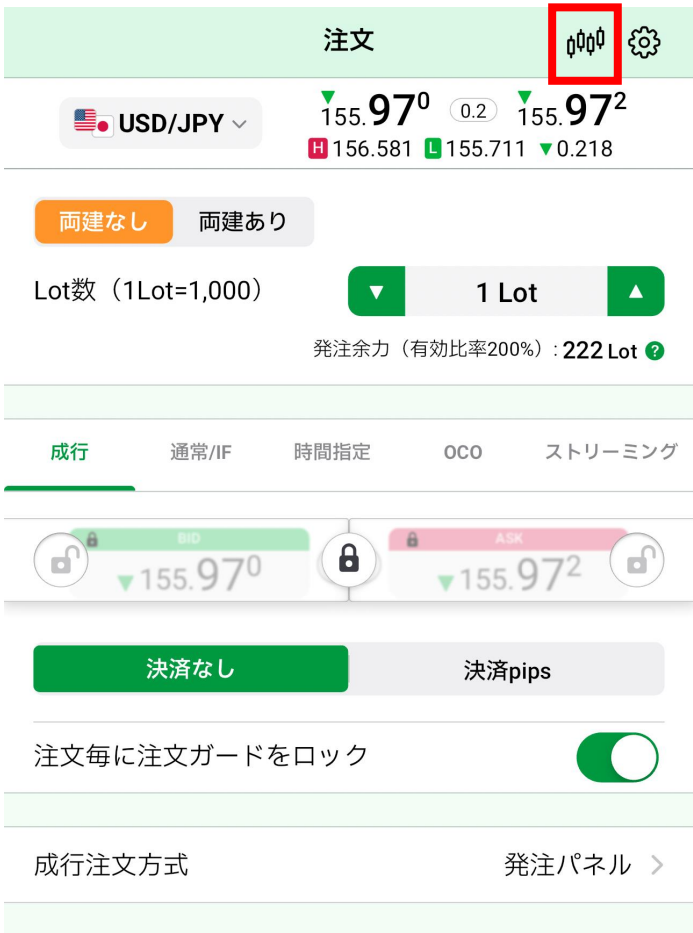 注文
USD/JPY
▼155.970 0.2 ▼155.972
H 156.581 L 155.711 ▼0.218
両建なし 両建あり
Lot数（1Lot=1,000） ▼ 1 Lot ▲
発注余力（有効比率200%）: 222 Lot ?
成行 通常/IF 時間指定 OCO ストリーミング
BID ASK
▼155.970 ▼155.972
決済なし 決済pips
注文毎に注文ガードをロック
成行注文方式 発注パネル